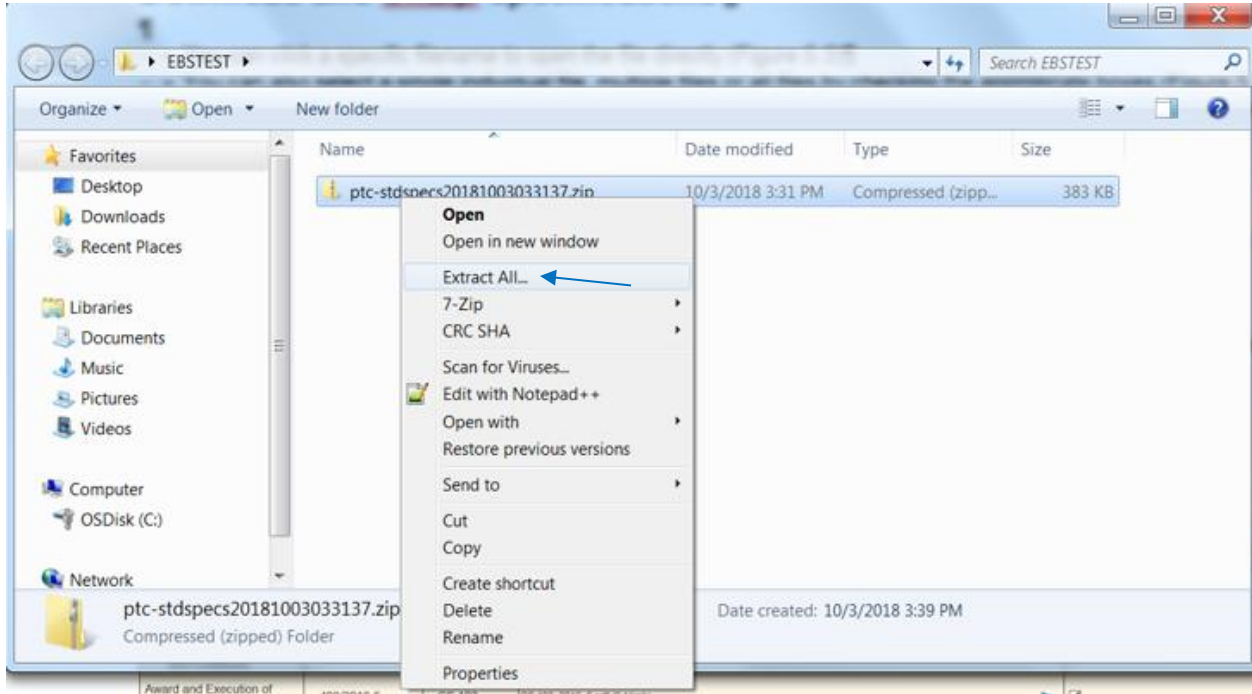 EBSTEST
Search EBSTEST
Organize
Open
New folder
Name
Date modified
Type
Size
ptc-stdspecs20181003033137.zip
10/3/2018 3:31 PM
Compressed (zipp...
383 KB
Favorites
Desktop
Downloads
Recent Places
Libraries
Documents
Music
Pictures
Videos
Computer
OSDisk (C:)
Network
Open
Open in new window
Extract All...
7-Zip
CRC SHA
Scan for Viruses...
Edit with Notepad++
Open with
Restore previous versions
Send to
Cut
Copy
Create shortcut
Delete
Rename
Properties
ptc-stdspecs20181003033137.zip
Date created: 10/3/2018 3:39 PM
Compressed (zipped) Folder
Award and Execution of